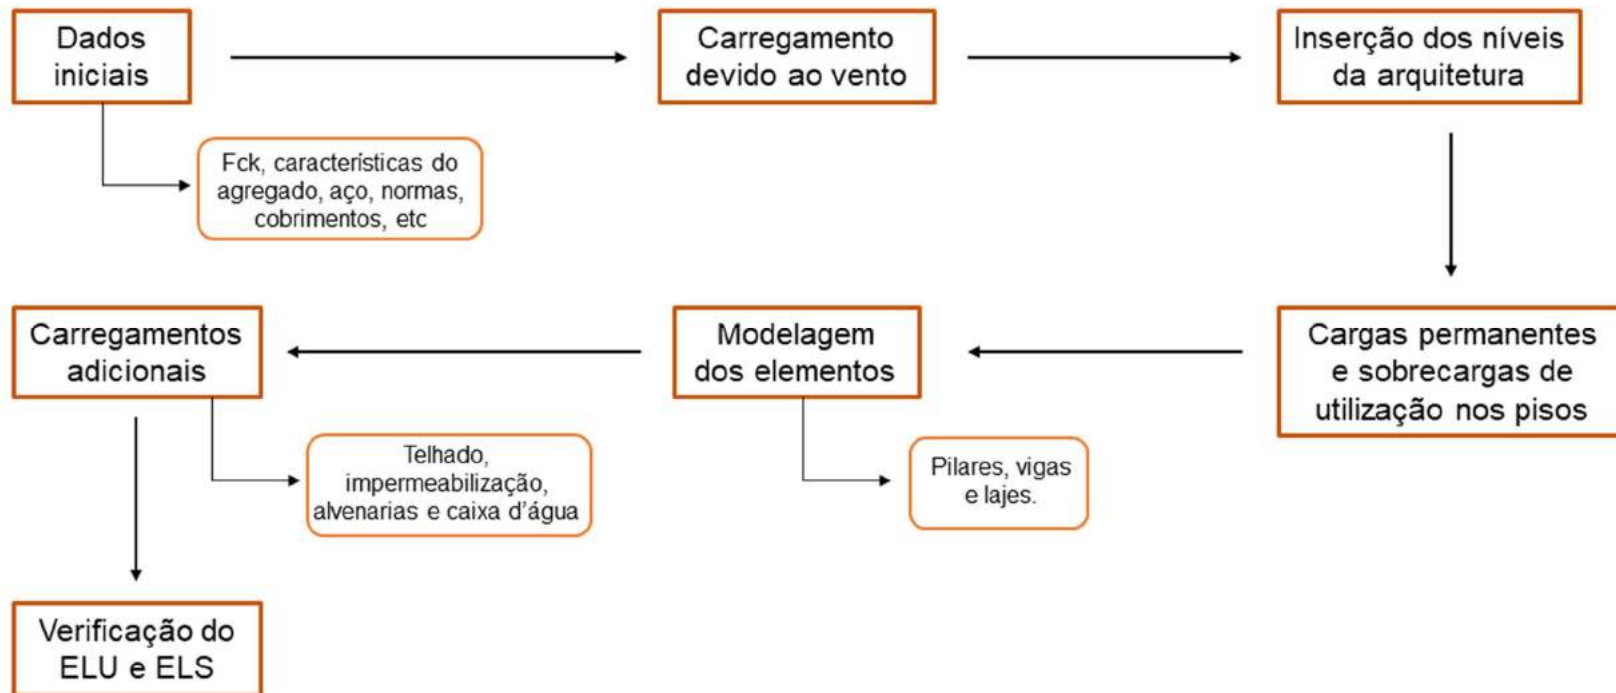 Dados
iniciais
Carregamento
devido ao vento
Inserção dos níveis
da arquitetura
Fck, características do
agregado, aço, normas,
cobrimentos, etc
Cargas permanentes
e sobrecargas de
utilização nos pisos
Modelagem
dos elementos
Pilares, vigas
e lajes.
Carregamentos
adicionais
Telhado,
impermeabilização,
alvenarias e caixa d'água
Verificação do
ELU e ELS